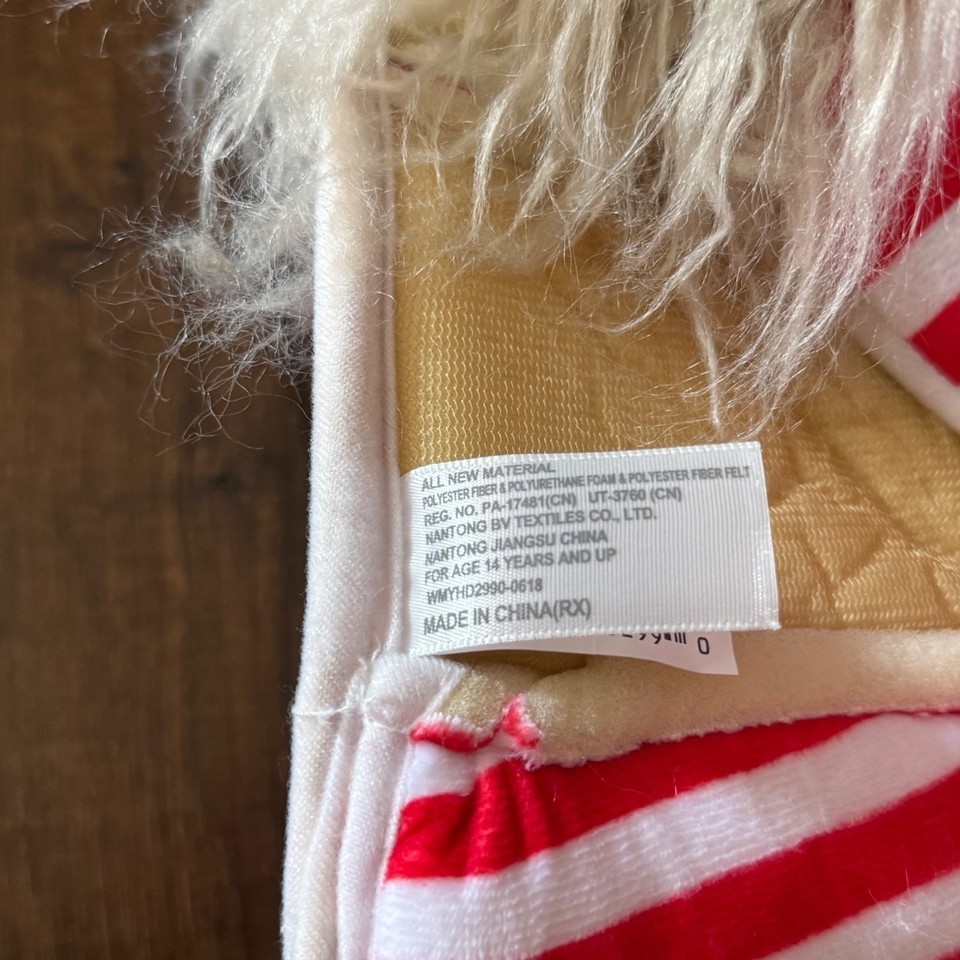 ALL NEW MATERIAL
POLYESTER FIBER & POLYURETHANE FOAM & POLYESTER FIBER FELT
REG. NO. PA-17481(CN) UT-3760 (CN)
NANTONG BV TEXTILES CO., LTD.
NANTONG JIANGSU CHINA
FOR AGE 14 YEARS AND UP
WMYHD2990-0618
MADE IN CHINA(RX)